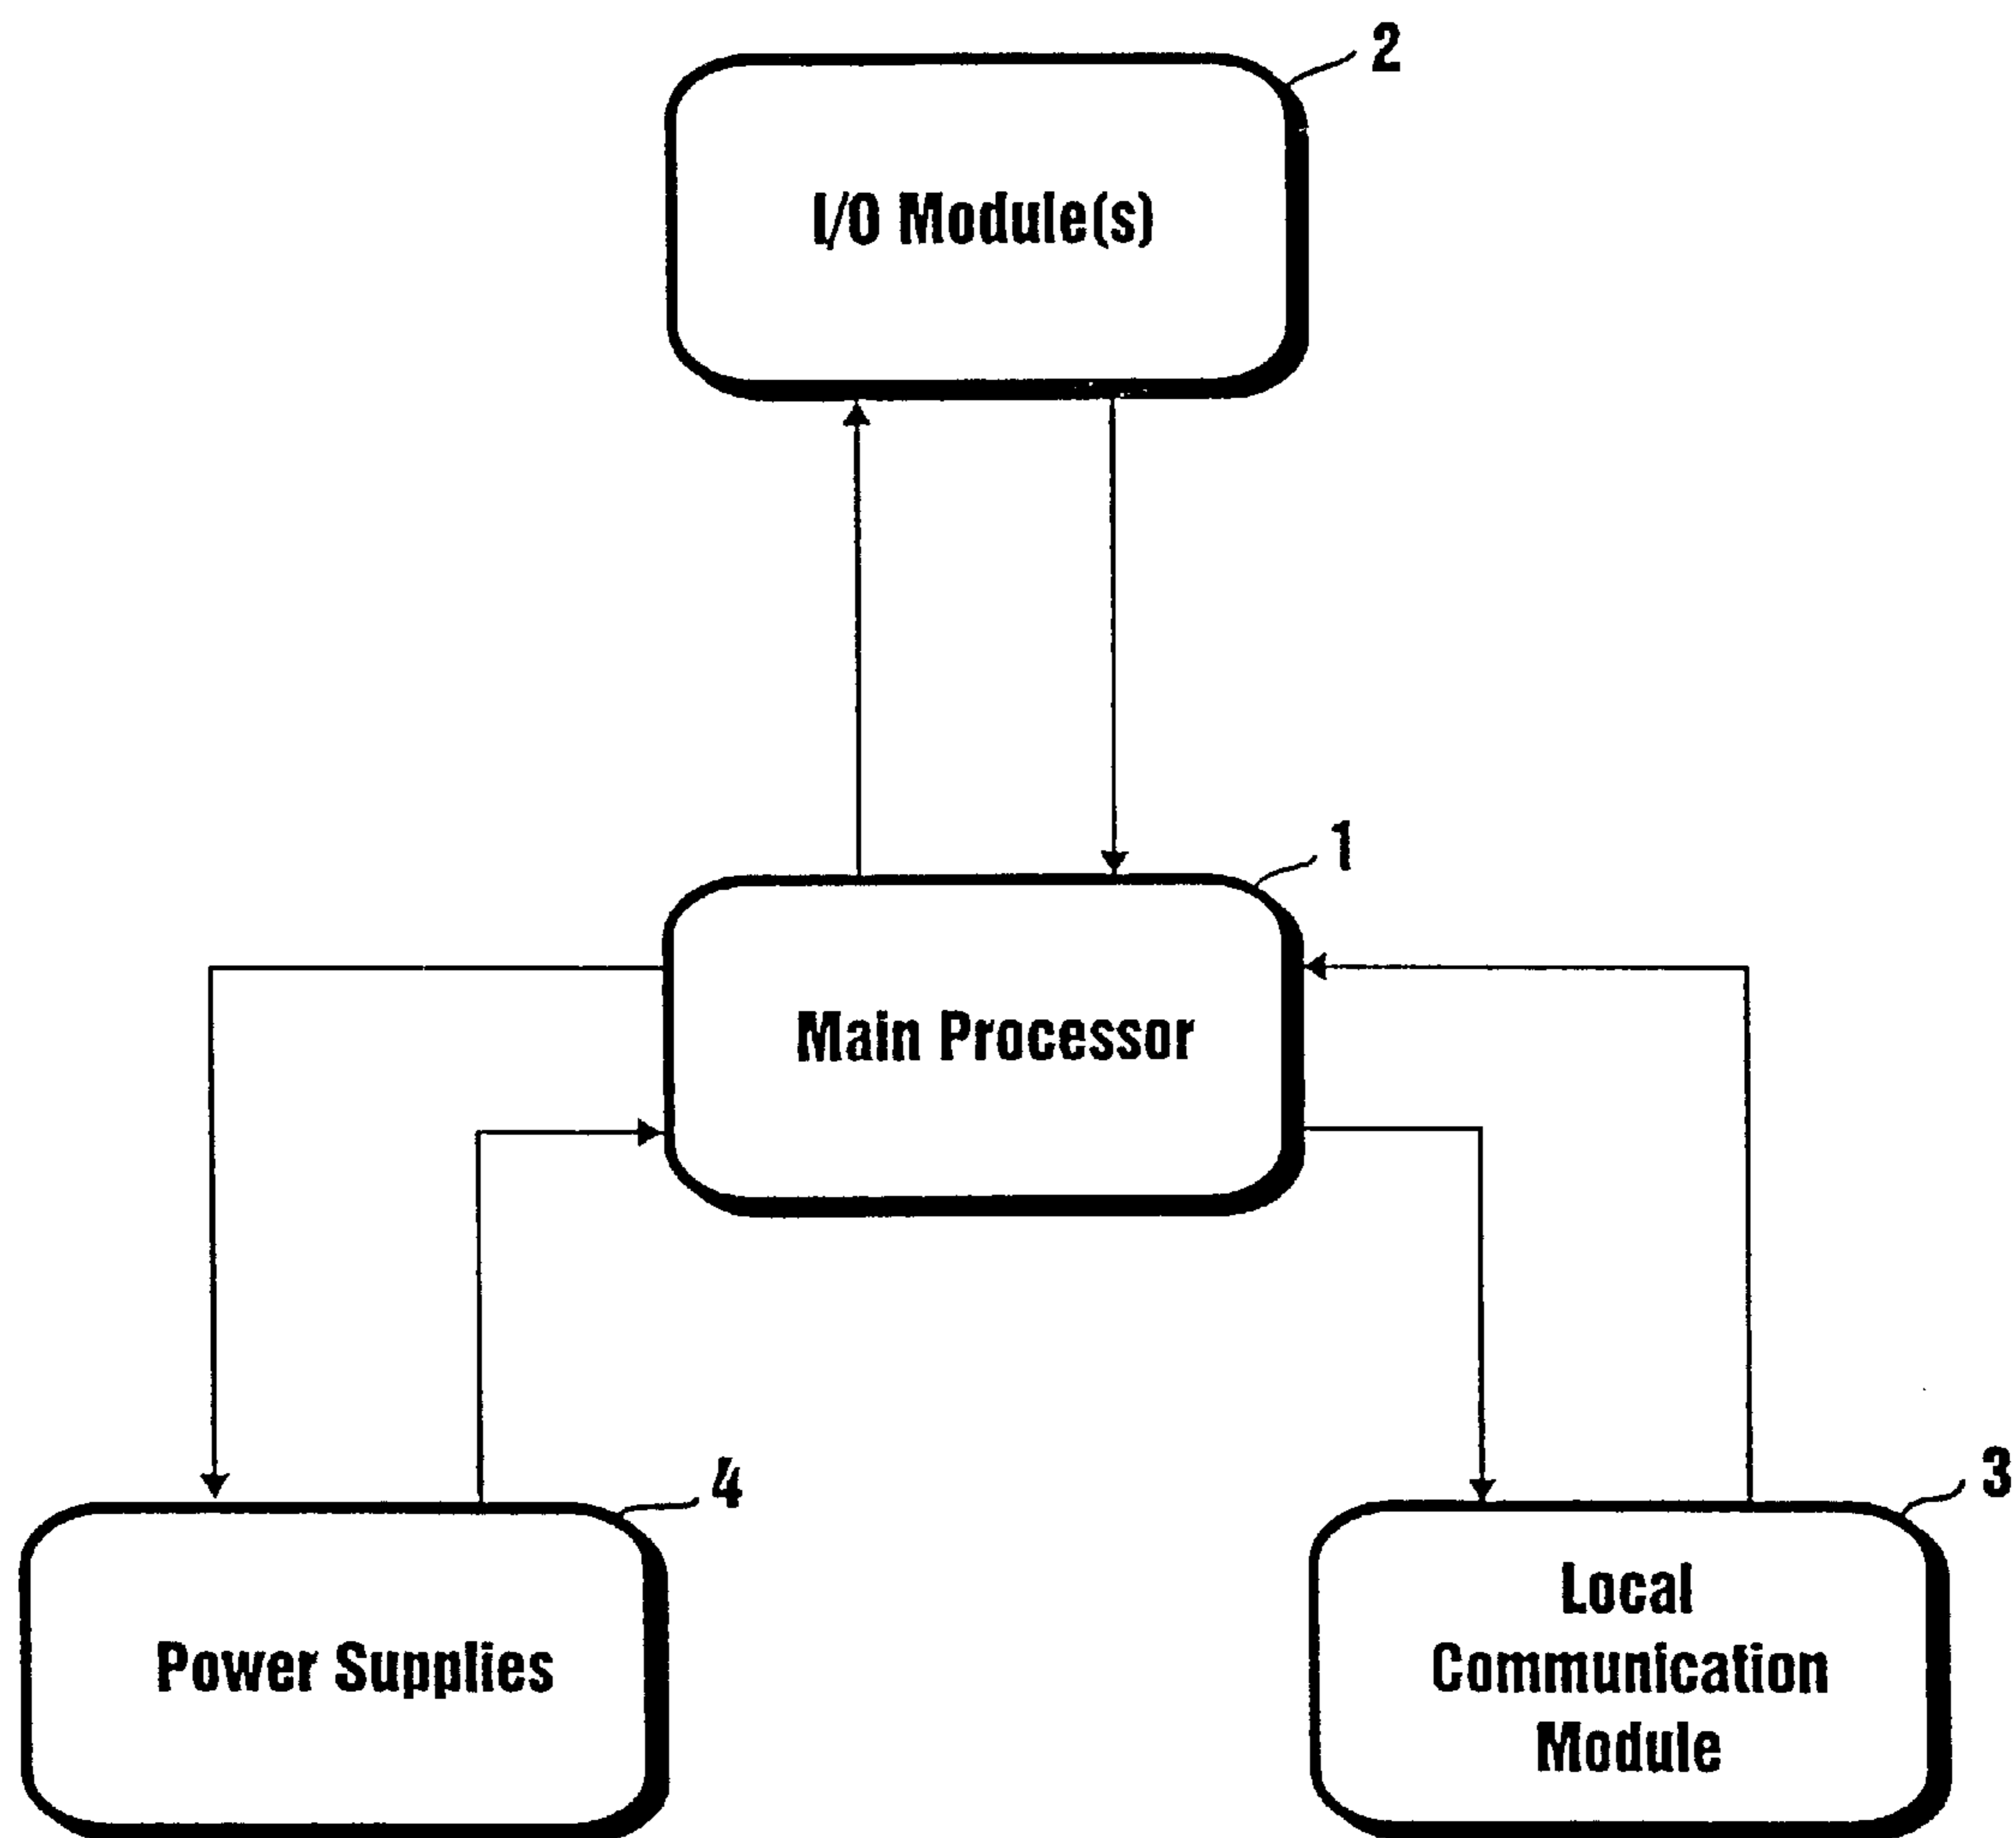 2
I/O Module(s)
1
Main Processor
4
Power Supplies
3
Local
Communication
Module